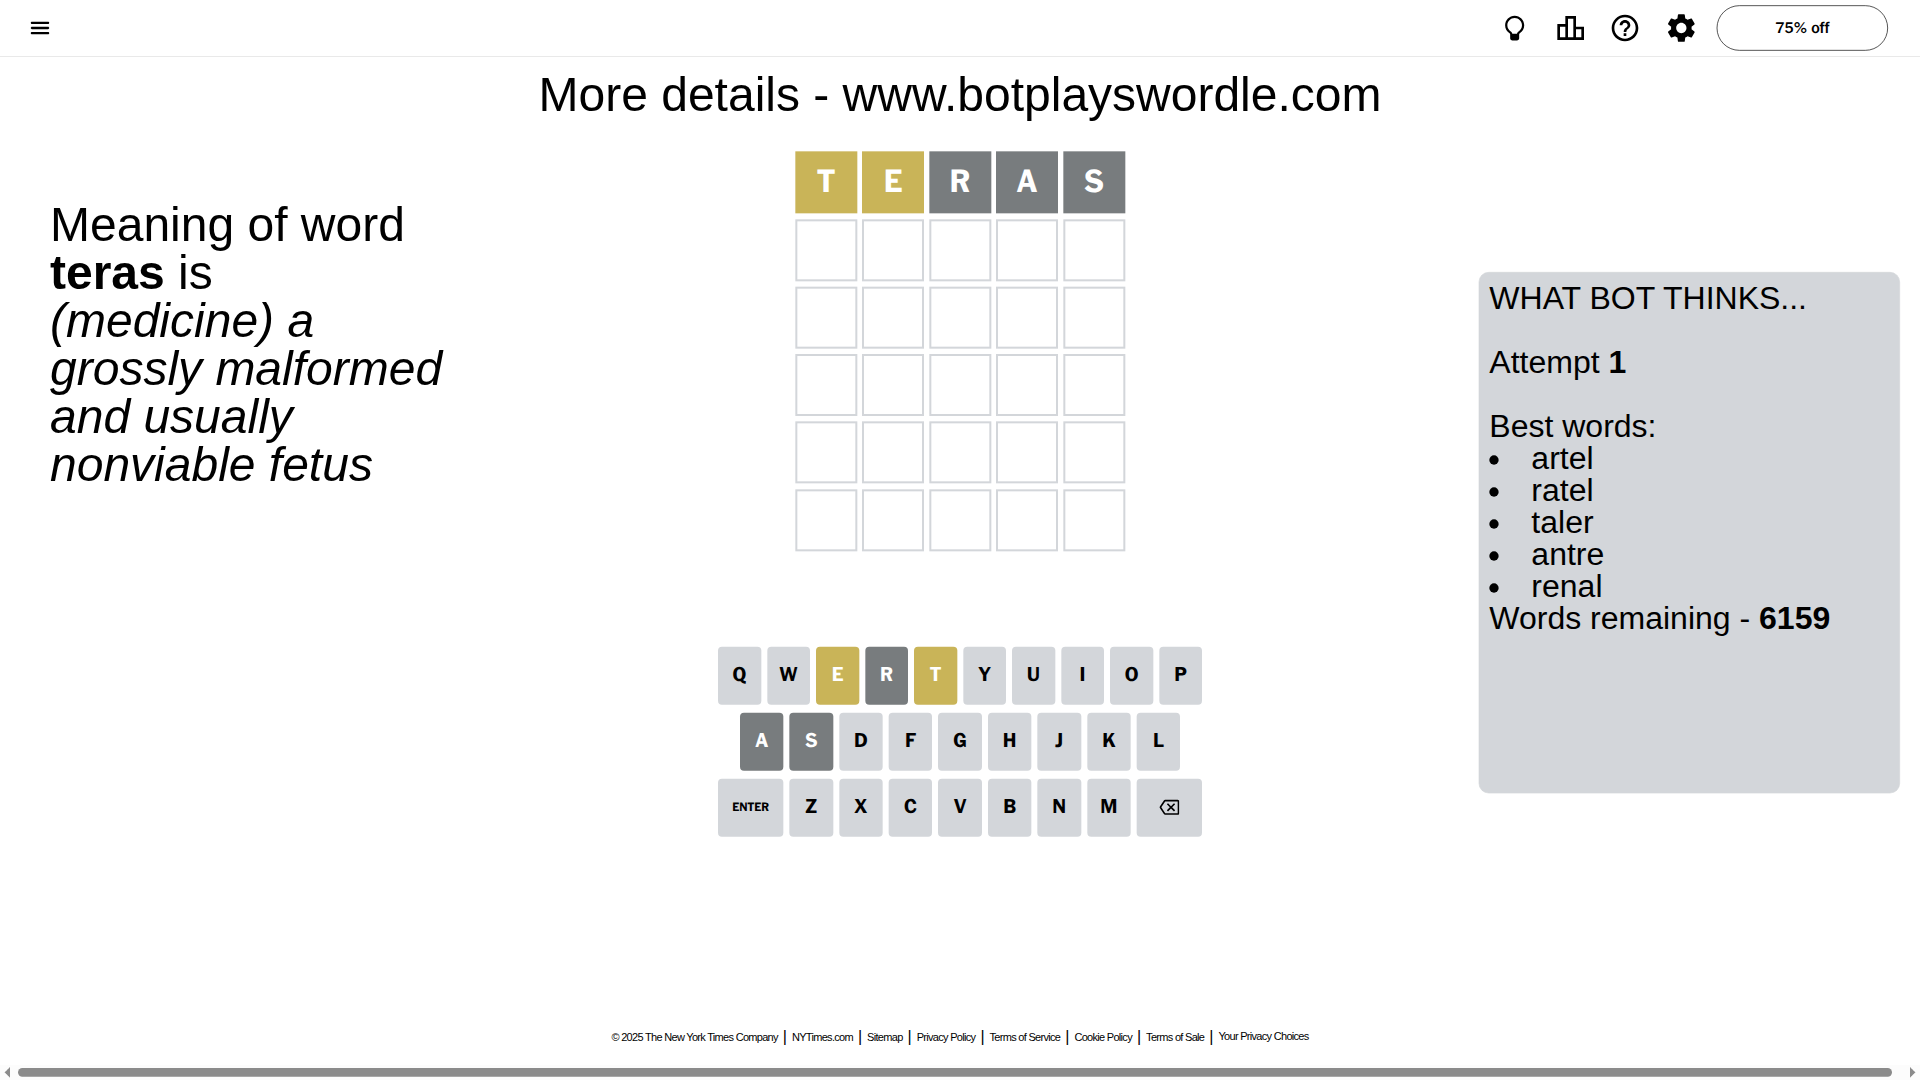 75% off
More details - www.botplayswordle.com
T E R A S
Meaning of word
teras is
(medicine) a
grossly malformed
and usually
nonviable fetus
WHAT BOT THINKS...
Attempt 1
Best words:
• artel
• ratel
• taler
• antre
• renal
Words remaining - 6159
Q W E R T Y U I O P
A S D F G H J K L
ENTER Z X C V B N M
© 2025 The New York Times Company | NYTimes.com | Sitemap | Privacy Policy | Terms of Service | Cookie Policy | Terms of Sale | Your Privacy Choices